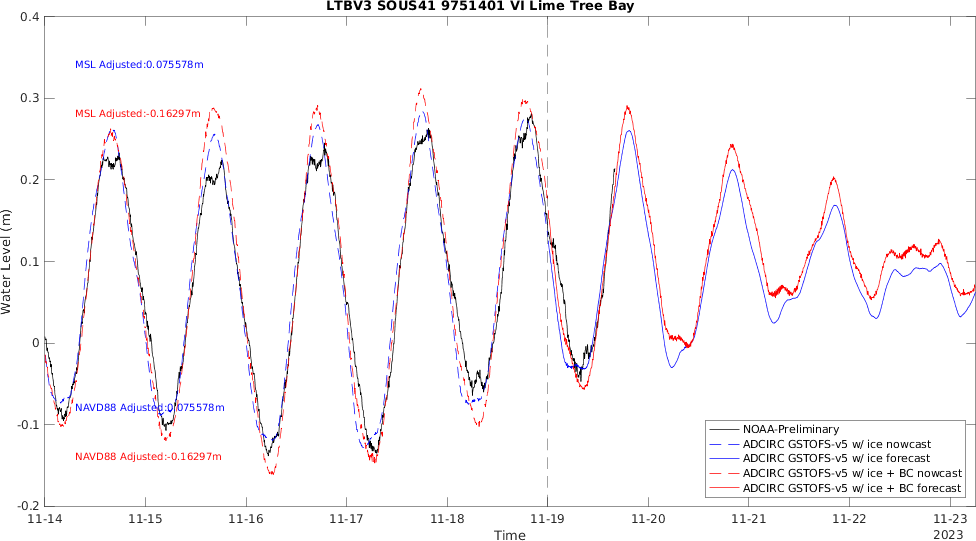 LTBV3 SOUS41 9751401 VI Lime Tree Bay
0.4
MSL Adjusted:0.075578m
0.3
MSL Adjusted:-0.16297m
0.2
0.1
Water Level (m)
0
NAVD88 Adjusted:0.075578m
-0.1
NAVD88 Adjusted:-0.16297m
-0.2
NOAA-Preliminary
ADCIRC GSTOFS-v5 w/ ice nowcast
ADCIRC GSTOFS-v5 w/ ice forecast
ADCIRC GSTOFS-v5 w/ ice + BC nowcast
ADCIRC GSTOFS-v5 w/ ice + BC forecast
11-14 11-15 11-16 11-17 11-18 11-19 11-20 11-21 11-22 11-23
Time
2023